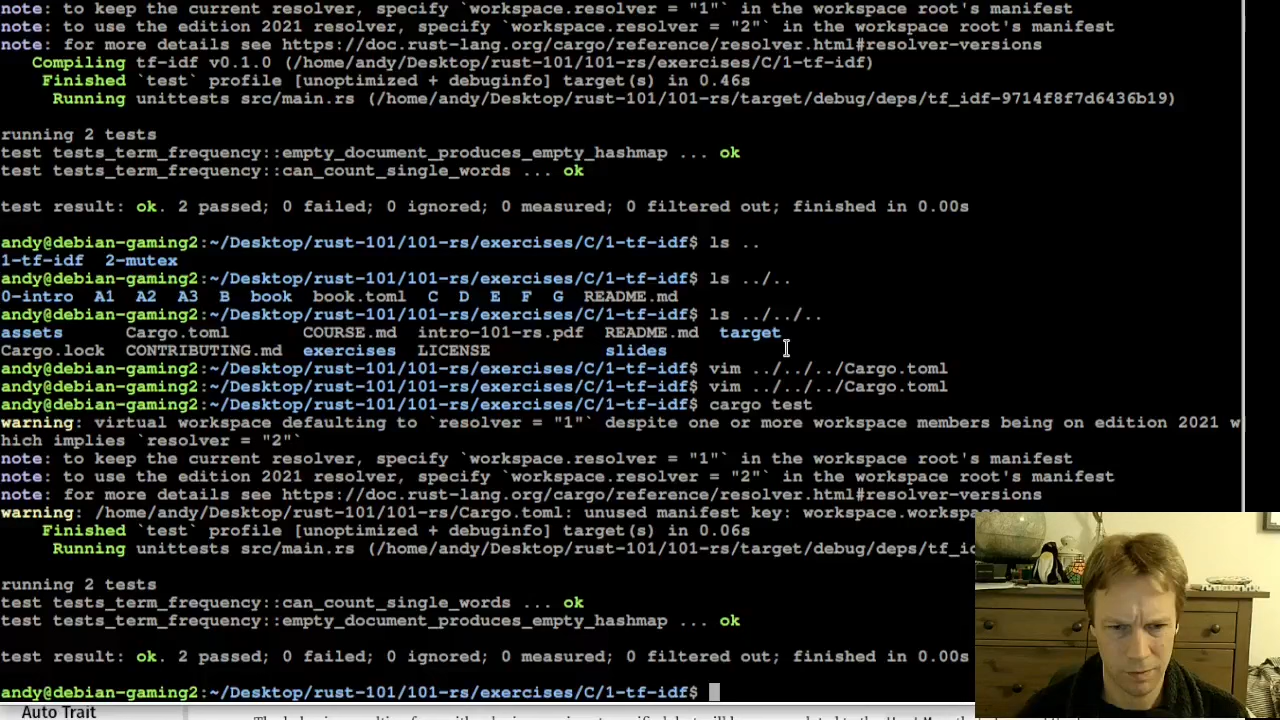 note: to keep the current resolver, specify `workspace.resolver = "1"` in the workspace root's manifest
note: to use the edition 2021 resolver, specify `workspace.resolver = "2"` in the workspace root's manifest
note: for more details see https://doc.rust-lang.org/cargo/reference/resolver.html#resolver-versions
Compiling tf-idf v0.1.0 (/home/andy/Desktop/rust-101/101-rs/exercises/C/1-tf-idf)
Finished `test` profile [unoptimized + debuginfo] target(s) in 0.46s
Running unittests src/main.rs (/home/andy/Desktop/rust-101/101-rs/target/debug/deps/tf_idf-9714f8f7d6436b19)
running 2 tests
test tests_term_frequency::empty_document_produces_empty_hashmap ... ok
test tests_term_frequency::can_count_single_words ... ok
test result: ok. 2 passed; 0 failed; 0 ignored; 0 measured; 0 filtered out; finished in 0.00s
andy@debian-gaming2:~/Desktop/rust-101/101-rs/exercises/C/1-tf-idf$ ls ..
1-tf-idf  2-mutex
andy@debian-gaming2:~/Desktop/rust-101/101-rs/exercises/C/1-tf-idf$ ls ../..
0-intro  A1  A2  A3  B  book  book.toml  C  D  E  F  G  README.md
andy@debian-gaming2:~/Desktop/rust-101/101-rs/exercises/C/1-tf-idf$ ls ../../..
assets  Cargo.toml  COURSE.md  intro-101-rs.pdf  README.md  target
Cargo.lock  CONTRIBUTING.md  exercises  LICENSE  slides
andy@debian-gaming2:~/Desktop/rust-101/101-rs/exercises/C/1-tf-idf$ vim ../../../Cargo.toml
andy@debian-gaming2:~/Desktop/rust-101/101-rs/exercises/C/1-tf-idf$ vim ../../../Cargo.toml
andy@debian-gaming2:~/Desktop/rust-101/101-rs/exercises/C/1-tf-idf$ cargo test
warning: virtual workspace defaulting to `resolver = "1"` despite one or more workspace members being on edition 2021 w
hich implies `resolver = "2"`
note: to keep the current resolver, specify `workspace.resolver = "1"` in the workspace root's manifest
note: to use the edition 2021 resolver, specify `workspace.resolver = "2"` in the workspace root's manifest
note: for more details see https://doc.rust-lang.org/cargo/reference/resolver.html#resolver-versions
warning: /home/andy/Desktop/rust-101/101-rs/Cargo.toml: unused manifest key: workspace.workspace
Finished `test` profile [unoptimized + debuginfo] target(s) in 0.06s
Running unittests src/main.rs (/home/andy/Desktop/rust-101/101-rs/target/debug/deps/tf_
running 2 tests
test tests_term_frequency::can_count_single_words ... ok
test tests_term_frequency::empty_document_produces_empty_hashmap ... ok
test result: ok. 2 passed; 0 failed; 0 ignored; 0 measured; 0 filtered out; finished in 0.00s
andy@debian-gaming2:~/Desktop/rust-101/101-rs/exercises/C/1-tf-idf$
Auto Trait